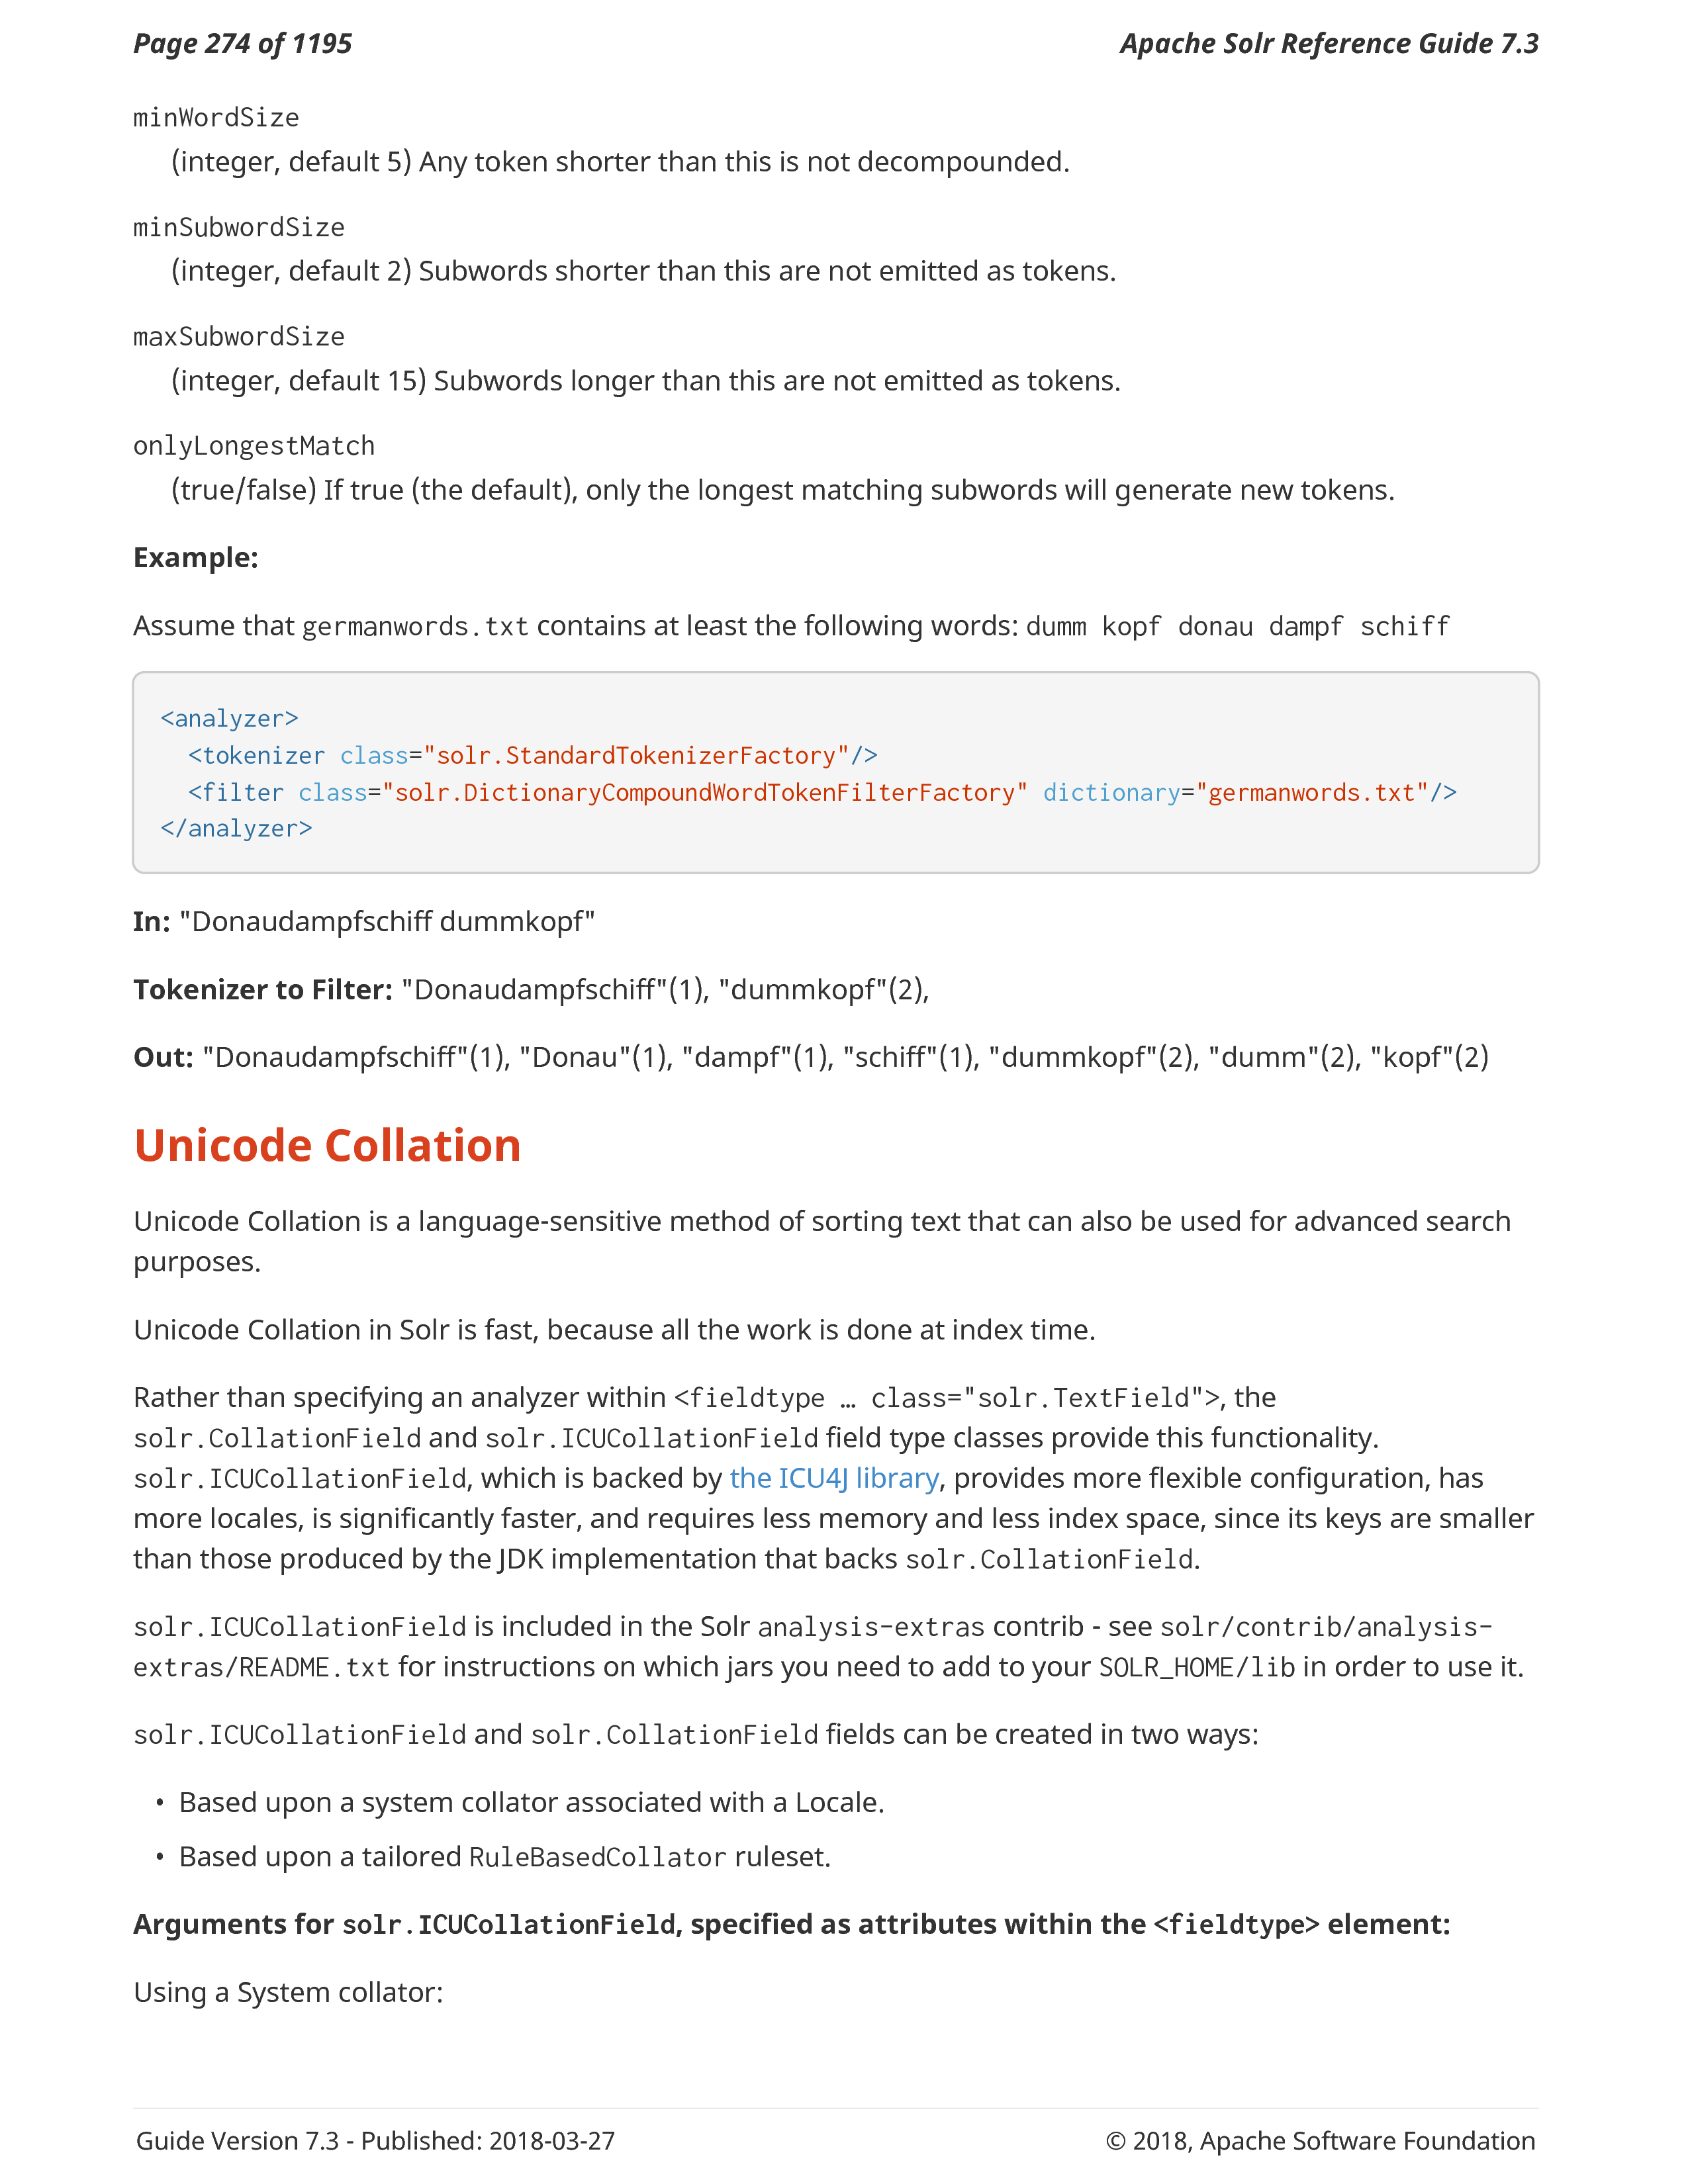 Page 274 of 1195
Apache Solr Reference Guide 7.3
minWordSize
(integer, default 5) Any token shorter than this is not decompounded.
minSubwordSize
(integer, default 2) Subwords shorter than this are not emitted as tokens.
maxSubwordSize
(integer, default 15) Subwords longer than this are not emitted as tokens.
onlyLongestMatch
(true/false) If true (the default), only the longest matching subwords will generate new tokens.
Example:
Assume that germanwords.txt contains at least the following words: dumm kopf donau dampf schiff
<analyzer>
  <tokenizer class="solr.StandardTokenizerFactory"/>
  <filter class="solr.DictionaryCompoundWordTokenFilterFactory" dictionary="germanwords.txt"/>
</analyzer>
In: "Donaudampfschiff dummkopf"
Tokenizer to Filter: "Donaudampfschiff"(1), "dummkopf"(2),
Out: "Donaudampfschiff"(1), "Donau"(1), "dampf"(1), "schiff"(1), "dummkopf"(2), "dumm"(2), "kopf"(2)
Unicode Collation
Unicode Collation is a language-sensitive method of sorting text that can also be used for advanced search
purposes.
Unicode Collation in Solr is fast, because all the work is done at index time.
Rather than specifying an analyzer within <fieldtype … class="solr.TextField">, the
solr.CollationField and solr.ICUCollationField field type classes provide this functionality.
solr.ICUCollationField, which is backed by the ICU4J library, provides more flexible configuration, has
more locales, is significantly faster, and requires less memory and less index space, since its keys are smaller
than those produced by the JDK implementation that backs solr.CollationField.
solr.ICUCollationField is included in the Solr analysis-extras contrib - see solr/contrib/analysis-
extras/README.txt for instructions on which jars you need to add to your SOLR_HOME/lib in order to use it.
solr.ICUCollationField and solr.CollationField fields can be created in two ways:
• Based upon a system collator associated with a Locale.
• Based upon a tailored RuleBasedCollator ruleset.
Arguments for solr.ICUCollationField, specified as attributes within the <fieldtype> element:
Using a System collator:
Guide Version 7.3 - Published: 2018-03-27
© 2018, Apache Software Foundation